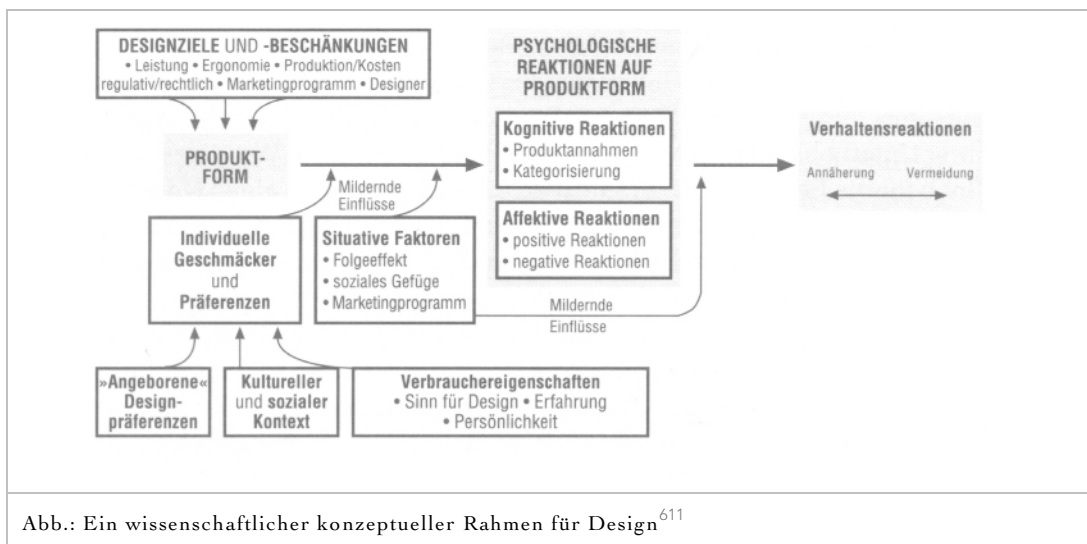 DESIGNZIELE UND -BESCHÄNKUNGEN
• Leistung • Ergonomie • Produktion/Kosten
regulativ/rechtlich • Marketingprogramm • Designer
PRODUKT-
FORM
Mildernde
Einflüsse
PSYCHOLOGISCHE
REAKTIONEN AUF
PRODUKTFORM
Kognitive Reaktionen
• Produktannahmen
• Kategorisierung
Affektive Reaktionen
• positive Reaktionen
• negative Reaktionen
Verhaltensreaktionen
Annäherung Vermeidung
Individuelle
Geschmäcker
und
Präferenzen
Situative Faktoren
• Folgeeffekt
• soziales Gefüge
• Marketingprogramm
Mildernde
Einflüsse
»Angeborene«
Design-
präferenzen
Kultureller
und sozialer
Kontext
Verbrauchereigenschaften
• Sinn für Design • Erfahrung
• Persönlichkeit
Abb.: Ein wissenschaftlicher konzeptueller Rahmen für Design611